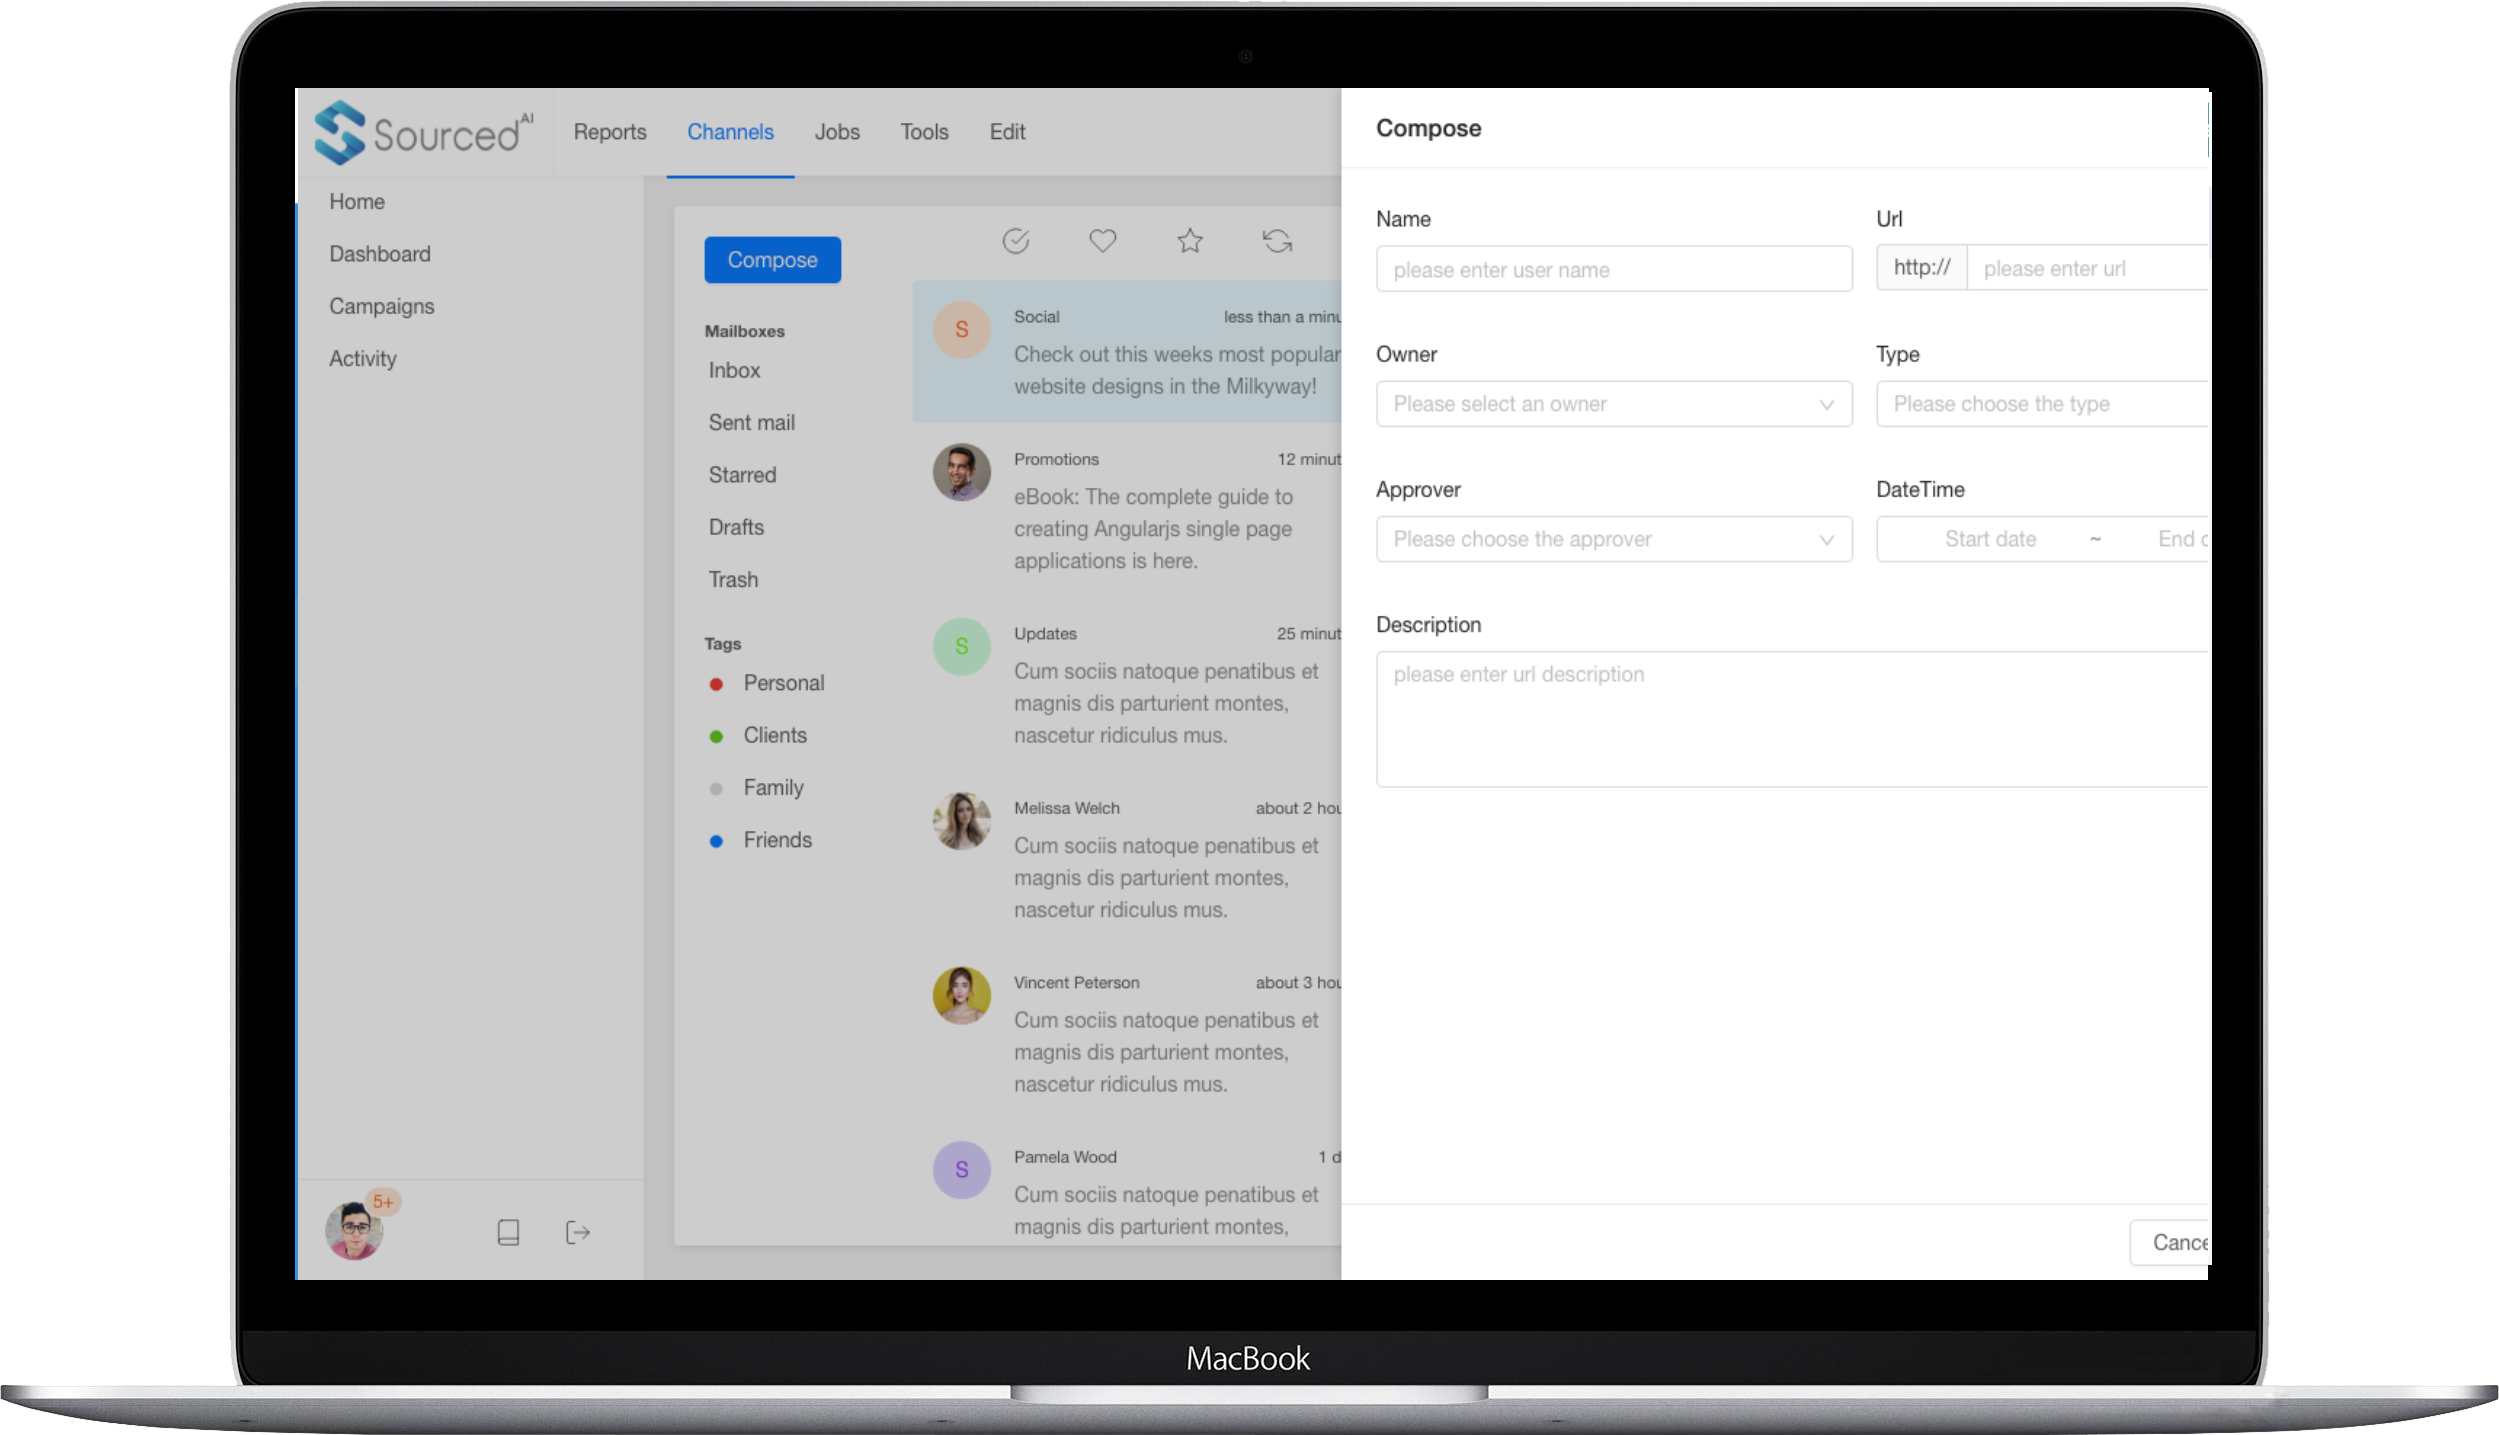 Sourced AI
Reports
Channels
Jobs
Tools
Edit
Home
Dashboard
Campaigns
Activity
5+
Compose
Mailboxes
Inbox
Sent mail
Starred
Drafts
Trash
Tags
Personal
Clients
Family
Friends
S
Social
less than a minu
Check out this weeks most popular
website designs in the Milkyway!
Promotions
12 minut
eBook: The complete guide to
creating Angularjs single page
applications is here.
S
Updates
25 minut
Cum sociis natoque penatibus et
magnis dis parturient montes,
nascetur ridiculus mus.
Melissa Welch
about 2 hou
Cum sociis natoque penatibus et
magnis dis parturient montes,
nascetur ridiculus mus.
Vincent Peterson
about 3 hou
Cum sociis natoque penatibus et
magnis dis parturient montes,
nascetur ridiculus mus.
S
Pamela Wood
1 d
Cum sociis natoque penatibus et
magnis dis parturient montes,
Compose
Name
please enter user name
Url
http://
please enter url
Owner
Please select an owner
Type
Please choose the type
Approver
Please choose the approver
DateTime
Start date ~ End d
Description
please enter url description
Cance
MacBook